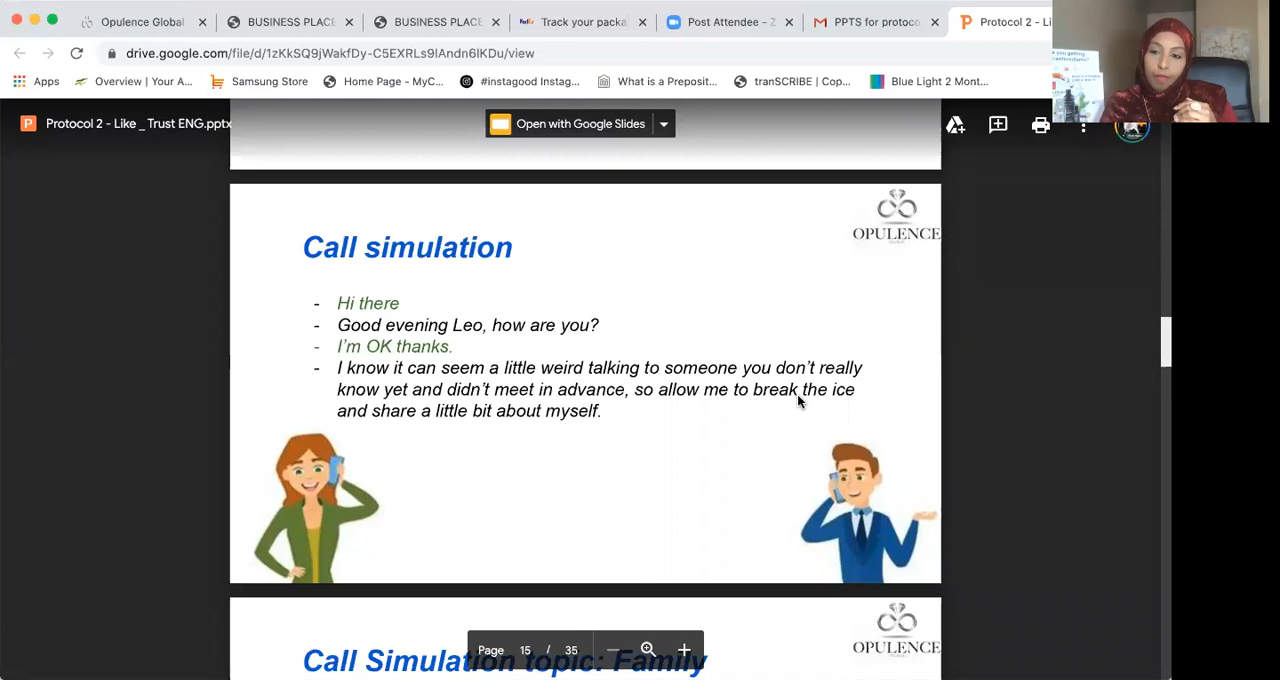 Opulence Global
BUSINESS PLACE
BUSINESS PLACE
FedEx
Track your packa
Post Attendee - Z
PPTS for protoco
Protocol 2 - Li
drive.google.com/file/d/1zKkSQ9jWakfDy-C5EXRLs9lAndn6lKDu/view
Apps
Overview | Your A...
Samsung Store
Home Page - MyC...
#instagood Instag...
What is a Preposit...
tranSCRIBE | Cop...
Blue Light 2 Mont...
P Protocol 2 - Like _ Trust ENG.pptx
Open with Google Slides
OPULENCE
Call simulation
- Hi there
- Good evening Leo, how are you?
- I'm OK thanks.
- I know it can seem a little weird talking to someone you don't really
know yet and didn't meet in advance, so allow me to break the ice
and share a little bit about myself.
OPULENCE
Call Simulation topic: Family
Page 15 / 35